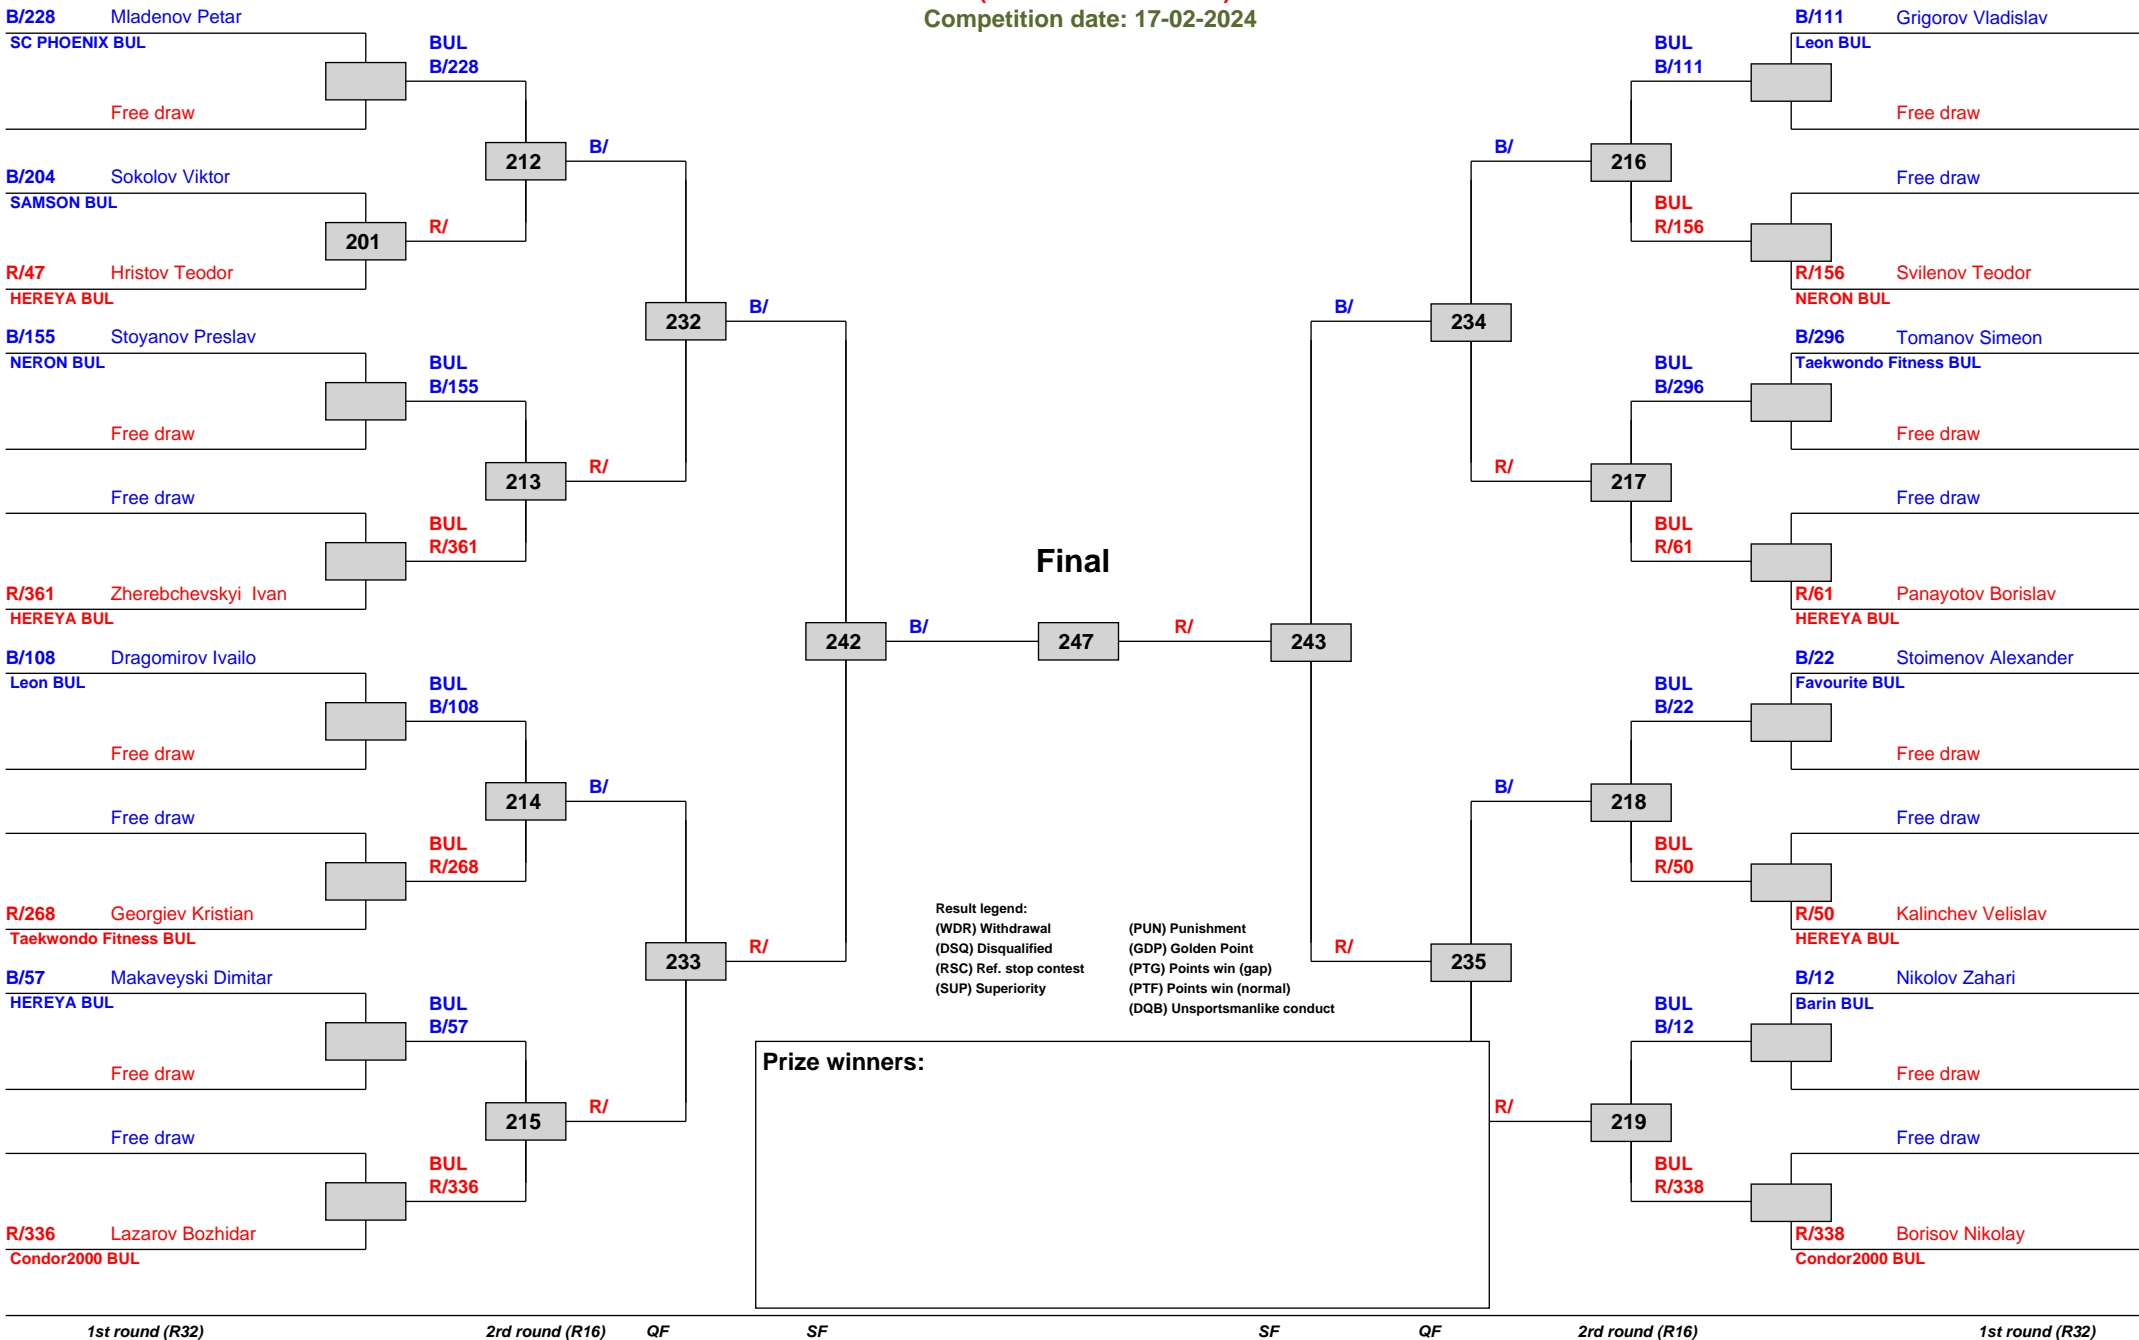 Competition date: 17-02-2024
B/228 Mladenov Petar
SC PHOENIX BUL
BUL
B/228
Free draw
212
B/
B/204 Sokolov Viktor
SAMSON BUL
201
R/
R/47 Hristov Teodor
HEREYA BUL
232
B/
B/155 Stoyanov Preslav
NERON BUL
BUL
B/155
Free draw
213
R/
Free draw
BUL
R/361
R/361 Zherebchevskyi Ivan
HEREYA BUL
242
B/
B/108 Dragomirov Ivailo
Leon BUL
BUL
B/108
Free draw
214
B/
Free draw
BUL
R/268
R/268 Georgiev Kristian
Taekwondo Fitness BUL
233
R/
B/57 Makaveyski Dimitar
HEREYA BUL
BUL
B/57
Free draw
215
R/
Free draw
BUL
R/336
R/336 Lazarov Bozhidar
Condor2000 BUL
Final
247
R/
243
B/111 Grigorov Vladislav
Leon BUL
BUL
B/111
Free draw
B/
216
Free draw
BUL
R/156
R/156 Svilenov Teodor
NERON BUL
B/
234
B/296 Tomanov Simeon
Taekwondo Fitness BUL
BUL
B/296
Free draw
R/
217
Free draw
BUL
R/61
R/61 Panayotov Borislav
HEREYA BUL
B/22 Stoimenov Alexander
Favourite BUL
BUL
B/22
Free draw
B/
218
Free draw
BUL
R/50
R/50 Kalinchev Velislav
HEREYA BUL
R/
235
B/12 Nikolov Zahari
Barin BUL
BUL
B/12
Free draw
R/
219
Free draw
BUL
R/338
R/338 Borisov Nikolay
Condor2000 BUL
Result legend:
(WDR) Withdrawal (PUN) Punishment
(DSQ) Disqualified (GDP) Golden Point
(RSC) Ref. stop contest (PTG) Points win (gap)
(SUP) Superiority (PTF) Points win (normal)
(DQB) Unsportsmanlike conduct
Prize winners:
1st round (R32) 2rd round (R16) QF SF SF QF 2rd round (R16) 1st round (R32)